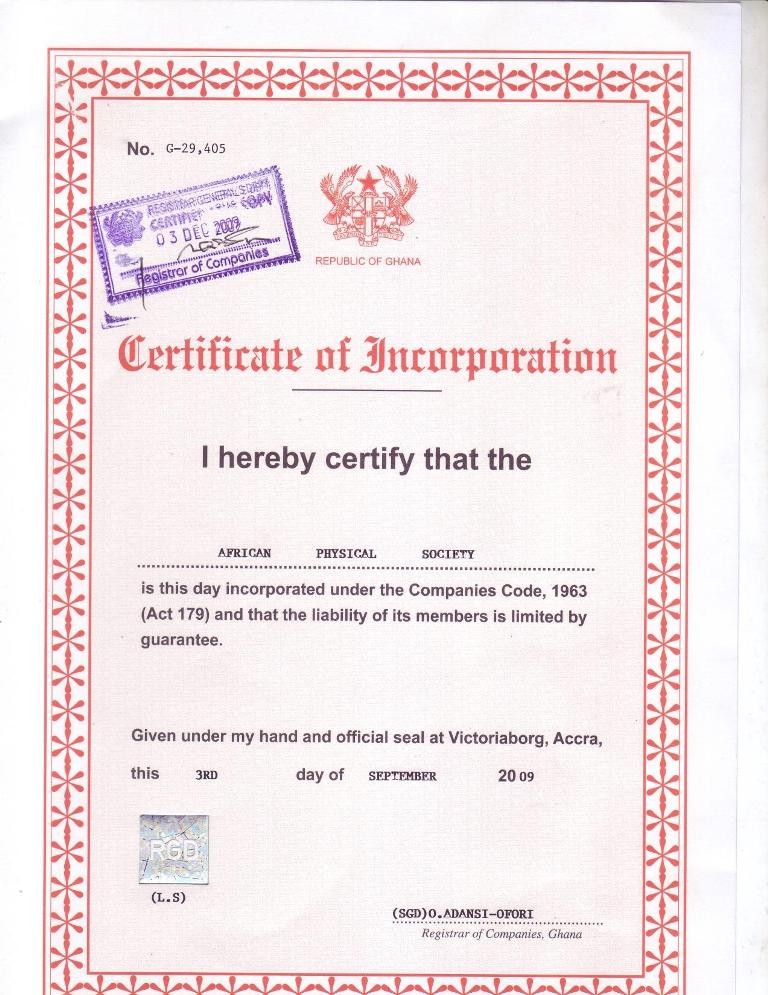 No. G-29,405
REGISTRAR GENERAL'S DEPT
CERTIFIED TRUE COPY
03 DEC 2009
Registrar of Companies
REPUBLIC OF GHANA
Certificate of Incorporation
I hereby certify that the
AFRICAN PHYSICAL SOCIETY
is this day incorporated under the Companies Code, 1963
(Act 179) and that the liability of its members is limited by
guarantee.
Given under my hand and official seal at Victoriaborg, Accra,
this 3RD day of SEPTEMBER 2009
RGD
(L.S)
(SGD)O.ADANSI-OFORI
Registrar of Companies, Ghana